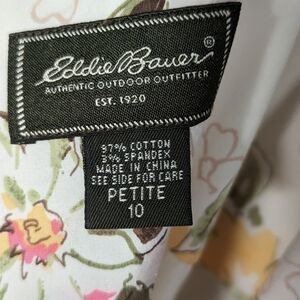 Eddie Bauer®
AUTHENTIC OUTDOOR OUTFITTER
EST. 1920
97% COTTON
3% SPANDEX
MADE IN CHINA
SEE SIDE FOR CARE
PETITE
10